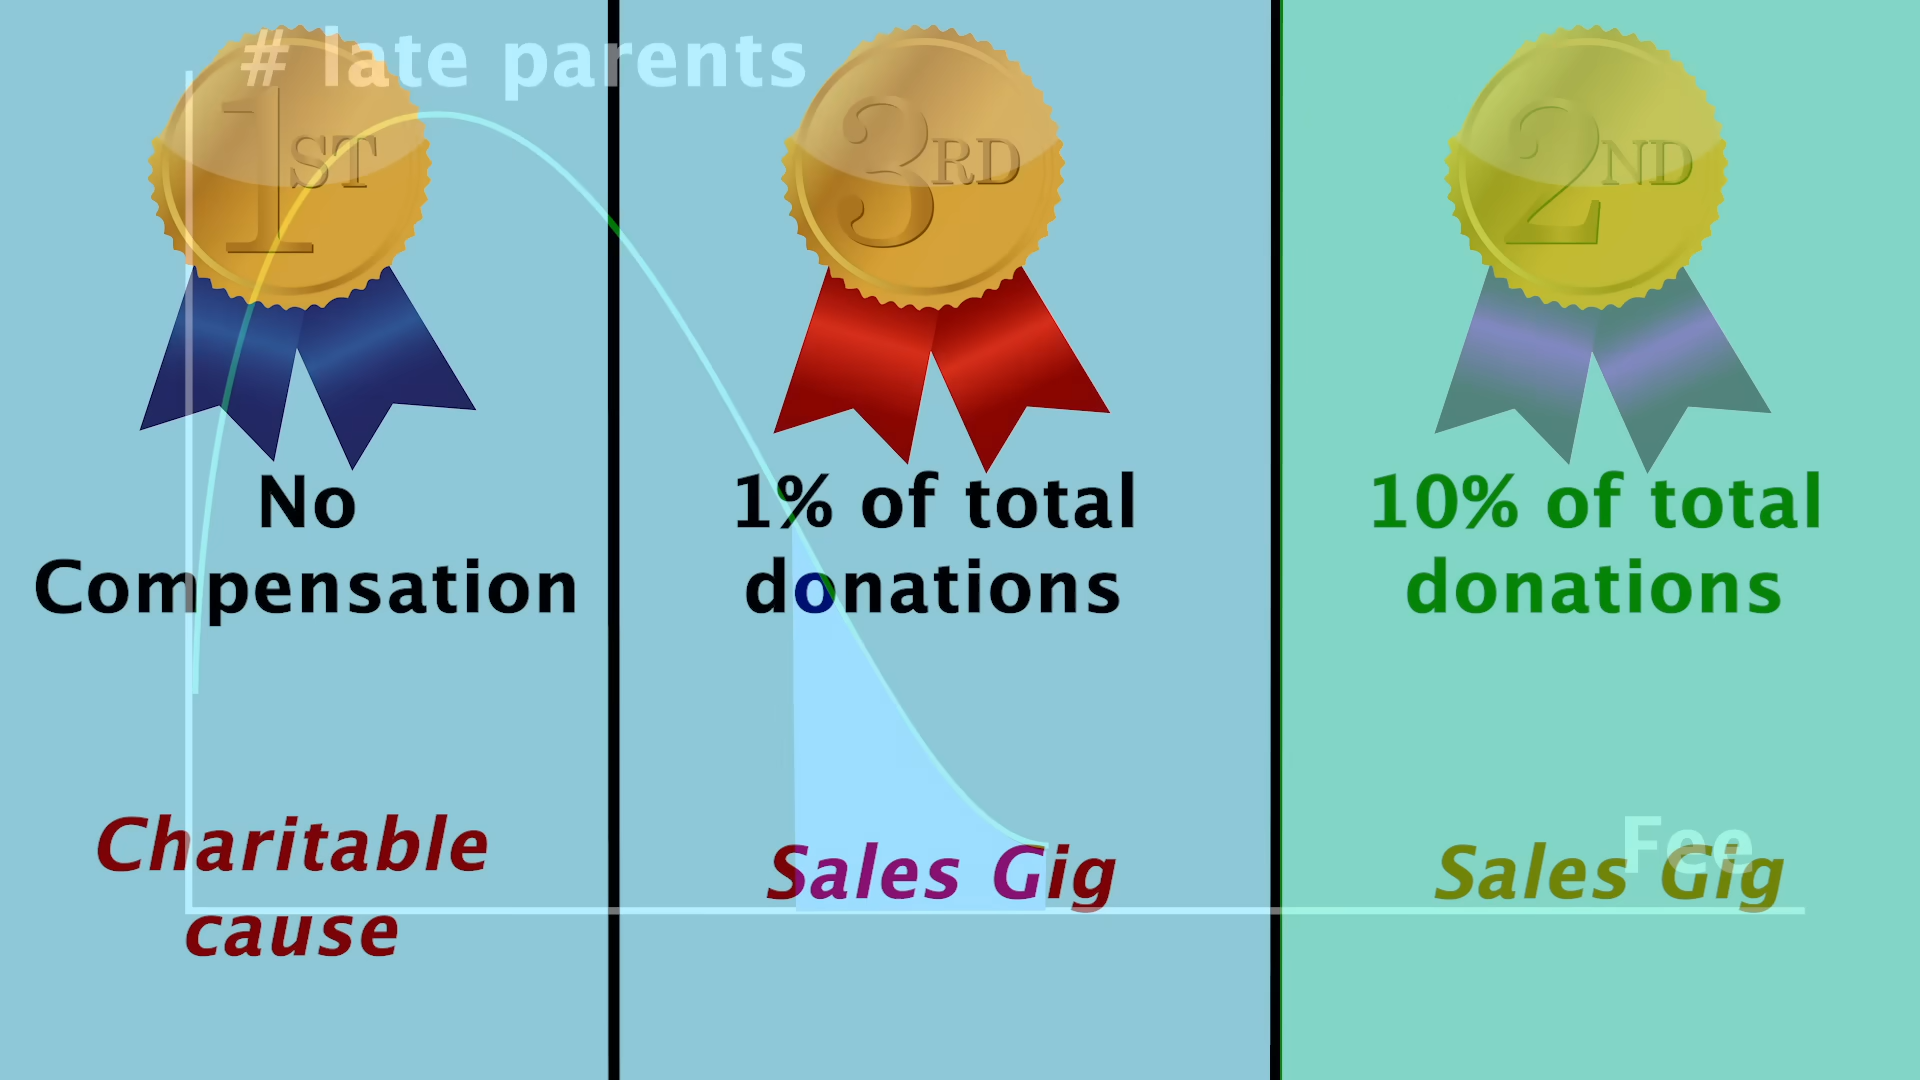 # late parents
1ST
3RD
2ND
No
Compensation
1% of total
donations
10% of total
donations
Charitable
cause
Sales Gig
Sales Gig
Fee